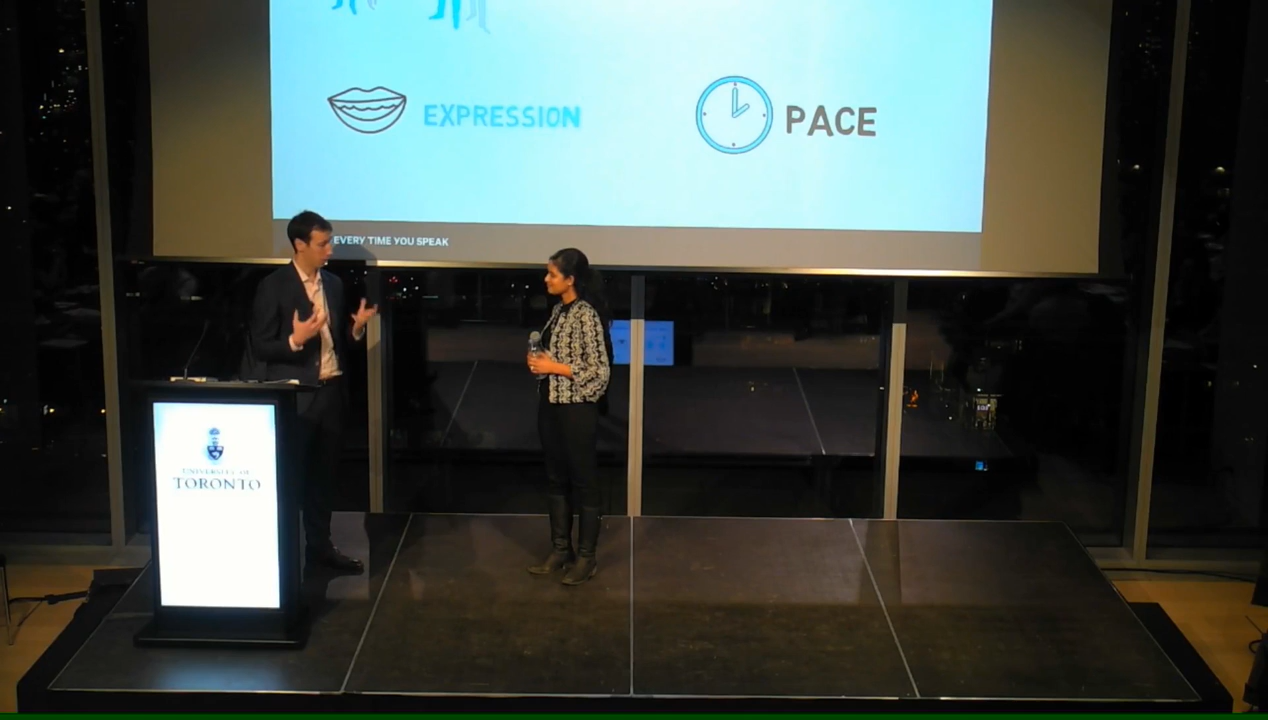 EXPRESSION
PACE
EVERY TIME YOU SPEAK
UNIVERSITY OF
TORONTO